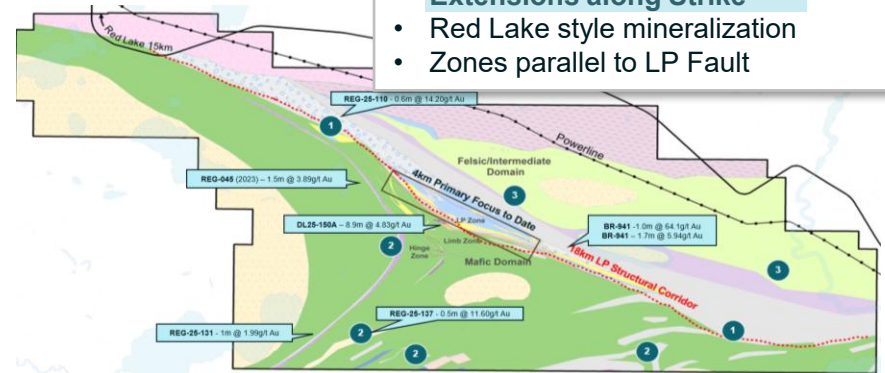 Extensions along Strike
• Red Lake style mineralization
• Zones parallel to LP Fault
Red Lake 15km
REG-25-110 - 0.6m @ 14.20g/t Au
1
Powerline
Felsic/Intermediate
Domain
REG-045 (2023) – 1.5m @ 3.89g/t Au
4km Primary Focus to Date
3
DL25-150A – 8.9m @ 4.83g/t Au
LP Zone
BR-941 -1.0m @ 64.1g/t Au
BR-941 – 1.7m @ 5.94g/t Au
2
Hinge
Zone
Limb Zone
Mafic Domain
18km LP Structural Corridor
3
REG-25-137 - 0.5m @ 11.60g/t Au
REG-25-131 - 1m @ 1.99g/t Au
2
1
2
2